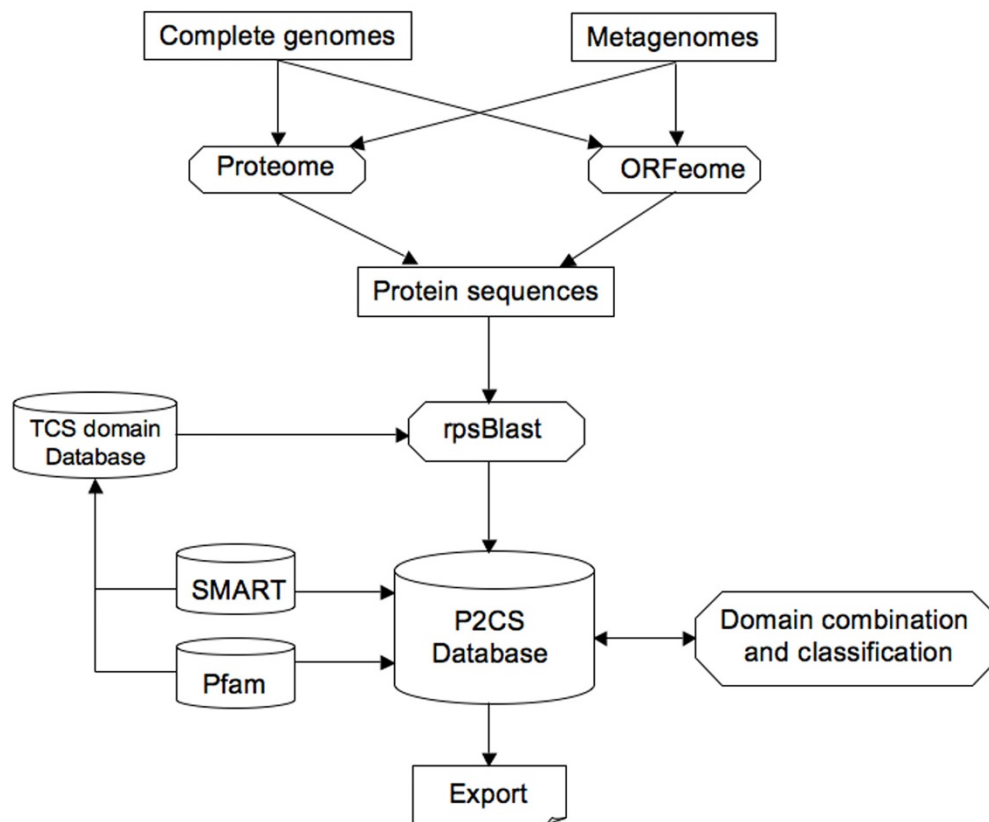 Complete genomes
Metagenomes
Proteome
ORFeome
Protein sequences
TCS domain
Database
rpsBlast
SMART
Pfam
P2CS
Database
Domain combination
and classification
Export